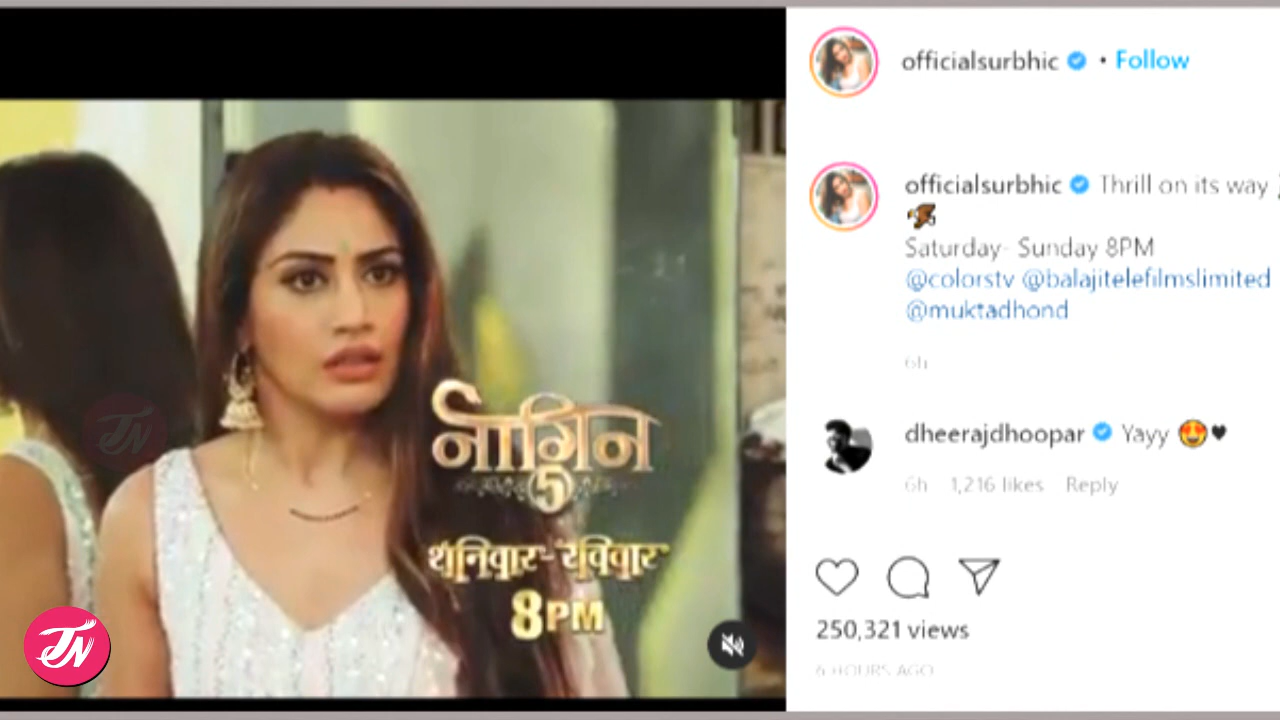 officialsurbhic • Follow
officialsurbhic Thrill on its way
Saturday- Sunday 8PM
@colorstv @balajitelefilmslimited
@muktadhond
6h
dheerajdhoopar Yayy 😍🖤
6h 1,216 likes Reply
250,321 views
6 HOURS AGO
नागिन
5
शनिवार-रविवार
8PM
JN